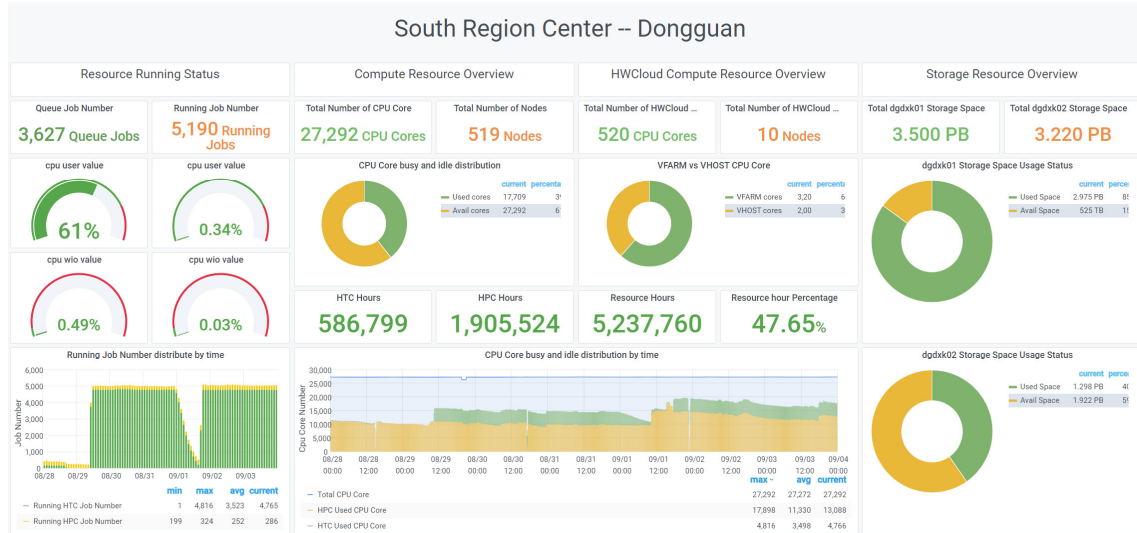 South Region Center -- Dongguan
Resource Running Status
Compute Resource Overview
HWCloud Compute Resource Overview
Storage Resource Overview
Queue Job Number
3,627 Queue Jobs
Running Job Number
5,190 Running
Jobs
Total Number of CPU Core
27,292 CPU Cores
Total Number of Nodes
519 Nodes
Total Number of HWCloud ...
520 CPU Cores
Total Number of HWCloud ...
10 Nodes
Total dgdxk01 Storage Space
3.500 PB
Total dgdxk02 Storage Space
3.220 PB
cpu user value
61%
cpu user value
0.34%
cpu wio value
0.49%
cpu wio value
0.03%
CPU Core busy and idle distribution
current percenta
Used cores 17,709 39
Avail cores 27,292 6
VFARM vs VHOST CPU Core
current percenta
VFARM cores 3,20 6
VHOST cores 2,00 3
dgdxk01 Storage Space Usage Status
current perce
Used Space 2.975 PB 85
Avail Space 525 TB 15
HTC Hours
586,799
HPC Hours
1,905,524
Resource Hours
5,237,760
Resource hour Percentage
47.65%
Running Job Number distribute by time
Job Number
6,000
5,000
4,000
3,000
2,000
1,000
0
08/28 08/29 08/30 08/31 09/01 09/02 09/03
min max avg current
Running HTC Job Number 1 4,816 3,523 4,765
Running HPC Job Number 199 324 252 286
CPU Core busy and idle distribution by time
Cpu Core Number
30,000
25,000
20,000
15,000
10,000
5,000
0
08/28 08/28 08/29 08/29 08/30 08/30 08/31 08/31 09/01 09/01 09/02 09/02 09/03 09/03 09/04
00:00 12:00 00:00 12:00 00:00 12:00 00:00 12:00 00:00 12:00 00:00 12:00 00:00 12:00 00:00
max avg current
Total CPU Core 27,292 27,272 27,292
HPC Used CPU Core 17,898 11,330 13,088
HTC Used CPU Core 4,816 3,498 4,766
dgdxk02 Storage Space Usage Status
current perce
Used Space 1.298 PB 40
Avail Space 1.922 PB 59